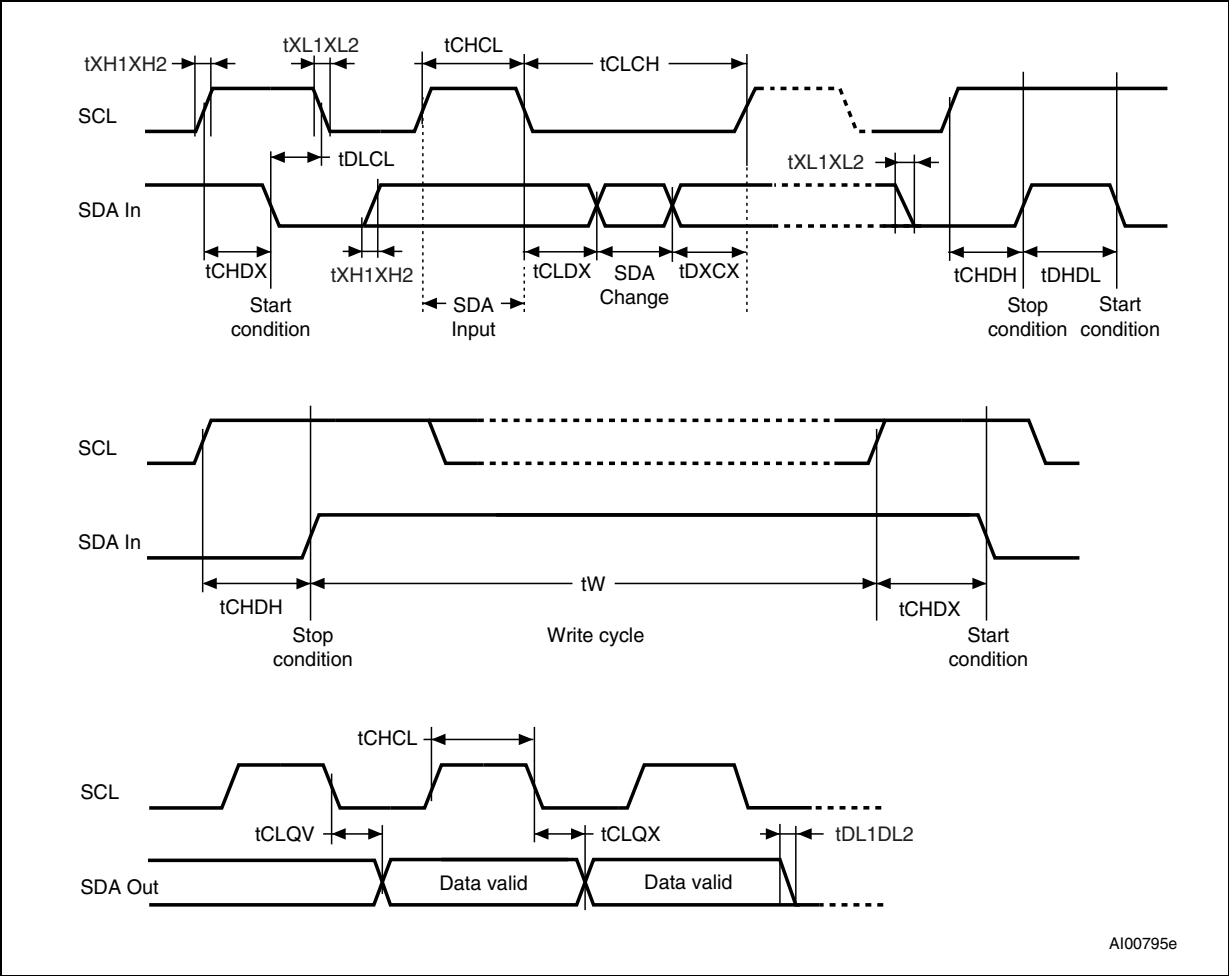 tXH1XH2
tXL1XL2
tCHCL
tCLCH
SCL
tDLCL
tXL1XL2
SDA In
tCHDX
tXH1XH2
tCLDX
SDA
Change
tDXCX
tCHDH
tDHDL
Start
condition
SDA
Input
Stop
condition
Start
condition
SCL
SDA In
tCHDH
tW
tCHDX
Stop
condition
Write cycle
Start
condition
tCHCL
SCL
tCLQV
tCLQX
tDL1DL2
SDA Out
Data valid
Data valid
AI00795e